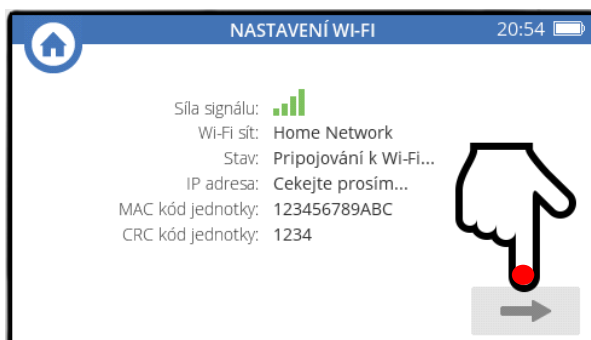 NASTAVENÍ WI-FI 20:54
Síla signálu:
Wi-Fi sít: Home Network
Stav: Pripojování k Wi-Fi...
IP adresa: Cekejte prosím...
MAC kód jednotky: 123456789ABC
CRC kód jednotky: 1234